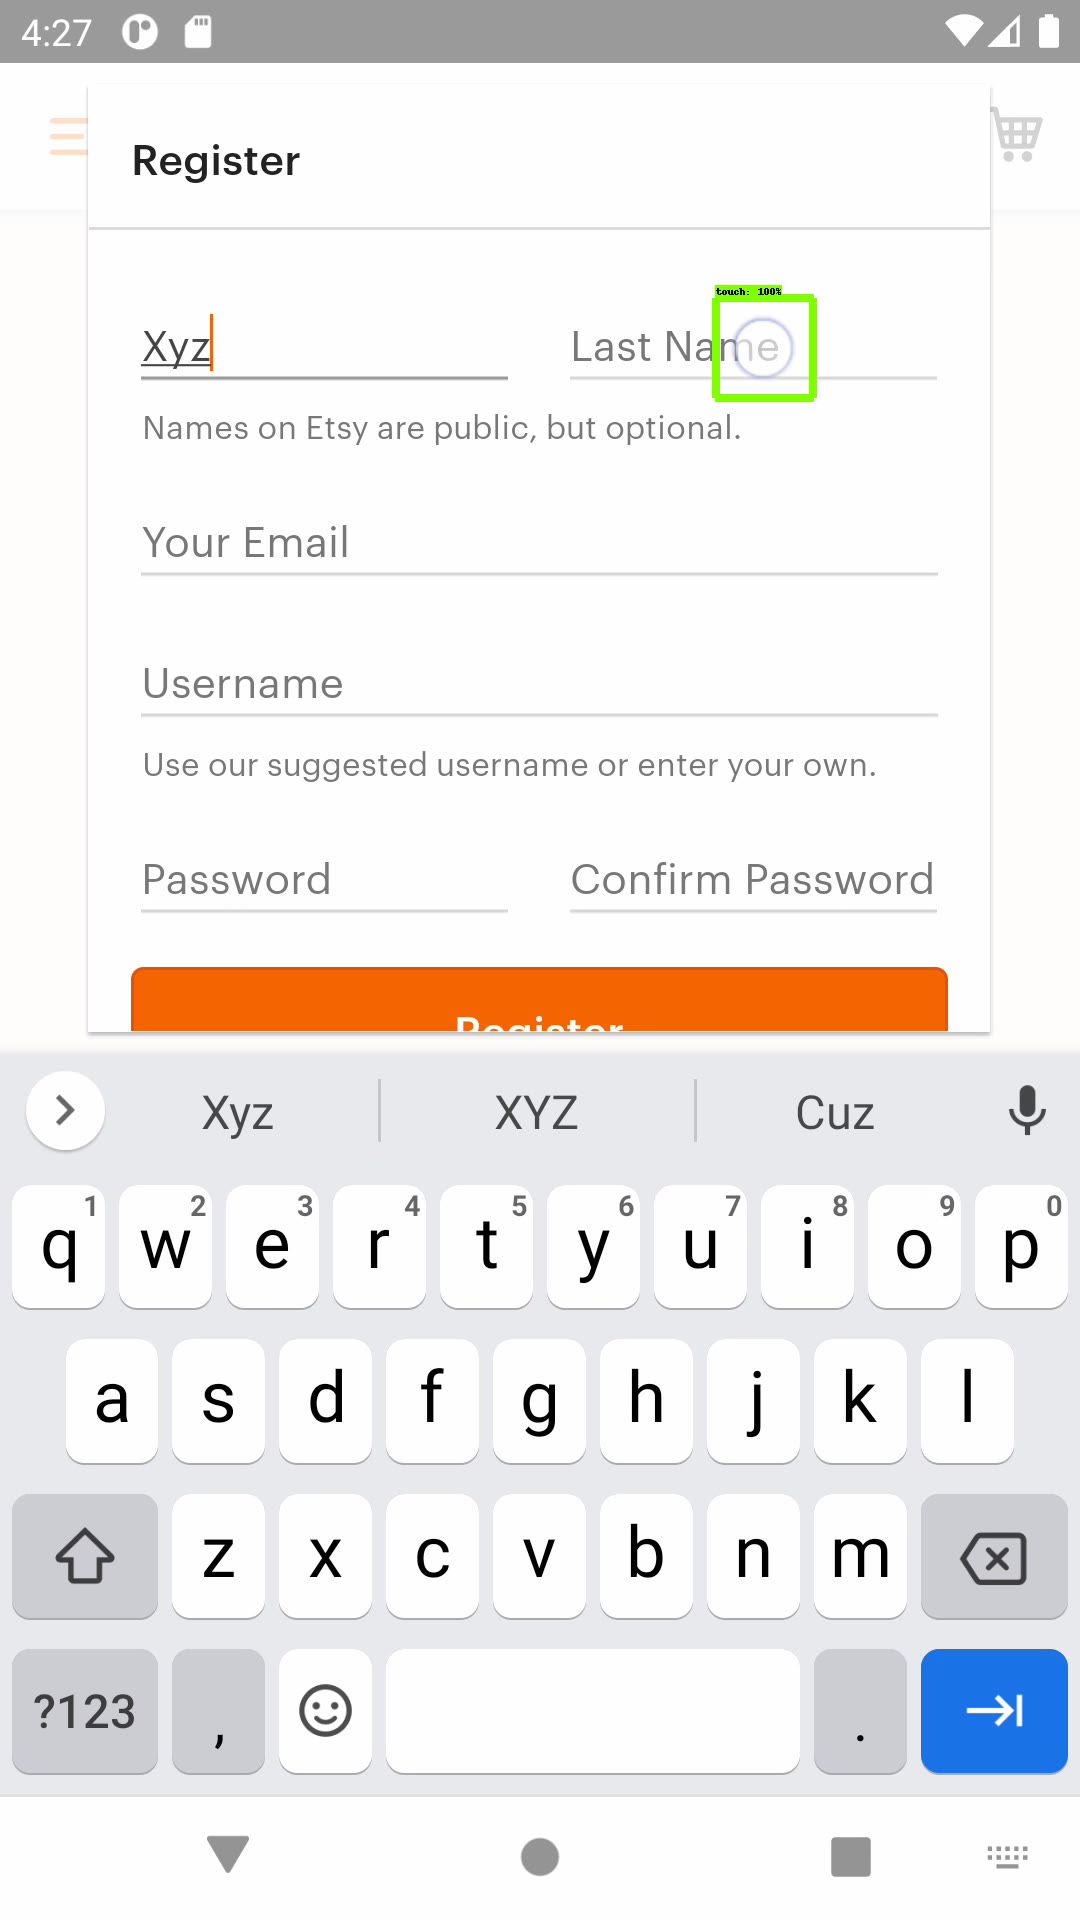 4:27
Register
touch: 100%
Xyz
Last Name
Names on Etsy are public, but optional.
Your Email
Username
Use our suggested username or enter your own.
Password
Confirm Password
Register
Xyz
XYZ
Cuz
1 2 3 4 5 6 7 8 9 0
q w e r t y u i o p
a s d f g h j k l
z x c v b n m
?123 , .